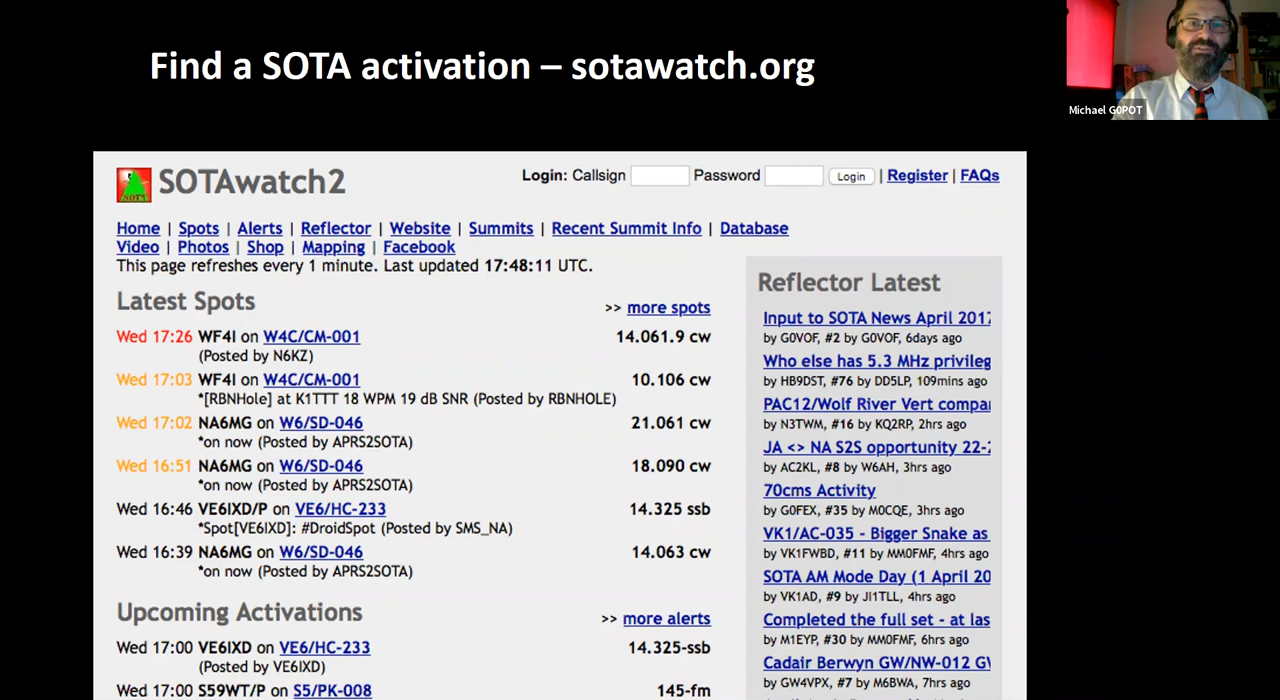 Find a SOTA activation – sotawatch.org
Michael G0POT
SOTAwatch2
Login: Callsign Password Login | Register | FAQs
Home | Spots | Alerts | Reflector | Website | Summits | Recent Summit Info | Database
Video | Photos | Shop | Mapping | Facebook
This page refreshes every 1 minute. Last updated 17:48:11 UTC.
Latest Spots >> more spots
Wed 17:26 WF4I on W4C/CM-001 14.061.9 cw
(Posted by N6KZ)
Wed 17:03 WF4I on W4C/CM-001 10.106 cw
*[RBNHole] at K1TTT 18 WPM 19 dB SNR (Posted by RBNHOLE)
Wed 17:02 NA6MG on W6/SD-046 21.061 cw
*on now (Posted by APRS2SOTA)
Wed 16:51 NA6MG on W6/SD-046 18.090 cw
*on now (Posted by APRS2SOTA)
Wed 16:46 VE6IXD/P on VE6/HC-233 14.325 ssb
*Spot[VE6IXD]: #DroidSpot (Posted by SMS_NA)
Wed 16:39 NA6MG on W6/SD-046 14.063 cw
*on now (Posted by APRS2SOTA)
Upcoming Activations >> more alerts
Wed 17:00 VE6IXD on VE6/HC-233 14.325-ssb
(Posted by VE6IXD)
Wed 17:00 S59WT/P on S5/PK-008 145-fm
Reflector Latest
Input to SOTA News April 2017
by G0VOF, #2 by G0VOF, 6days ago
Who else has 5.3 MHz privileg
by HB9DST, #76 by DD5LP, 109mins ago
PAC12/Wolf River Vert compar
by N3TWM, #16 by KQ2RP, 2hrs ago
JA <> NA S2S opportunity 22-2
by AC2KL, #8 by W6AH, 3hrs ago
70cms Activity
by G0FEX, #35 by M0CQE, 3hrs ago
VK1/AC-035 - Bigger Snake as
by VK1FWBD, #11 by MM0FMF, 4hrs ago
SOTA AM Mode Day (1 April 20
by VK1AD, #9 by JI1TLL, 4hrs ago
Completed the full set - at las
by M1EYP, #30 by MM0FMF, 6hrs ago
Cadair Berwyn GW/NW-012 GW
by GW4VPX, #7 by M6BWA, 7hrs ago